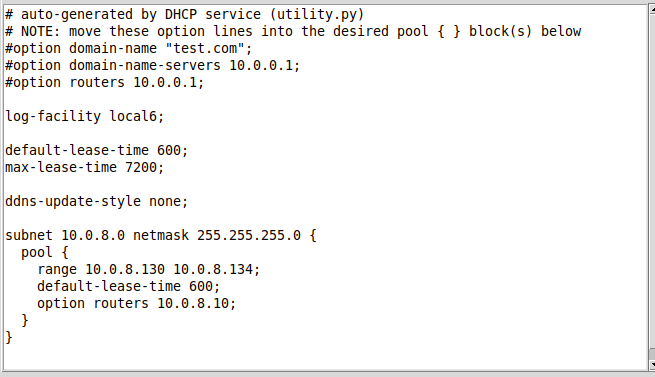 # auto-generated by DHCP service (utility.py)
# NOTE: move these option lines into the desired pool { } block(s) below
#option domain-name "test.com";
#option domain-name-servers 10.0.0.1;
#option routers 10.0.0.1;

log-facility local6;

default-lease-time 600;
max-lease-time 7200;

ddns-update-style none;

subnet 10.0.8.0 netmask 255.255.255.0 {
  pool {
    range 10.0.8.130 10.0.8.134;
    default-lease-time 600;
    option routers 10.0.8.10;
  }
}